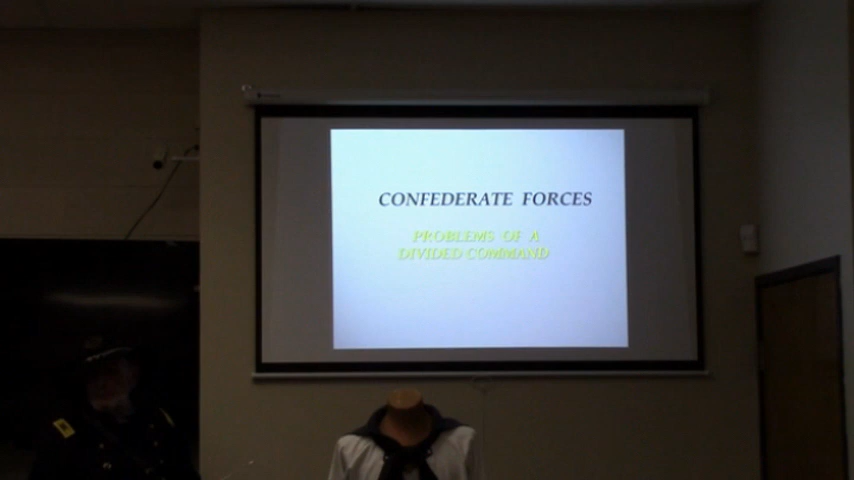 CONFEDERATE FORCES
PROBLEMS OF A
DIVIDED COMMAND